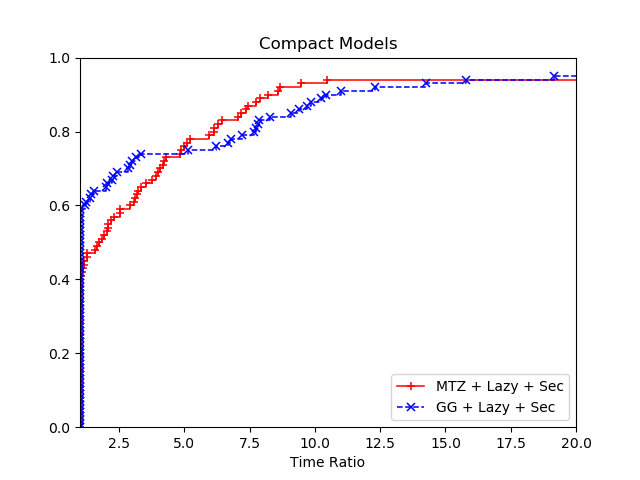 Compact Models
1.0
0.8
0.6
0.4
0.2
0.0
MTZ + Lazy + Sec
GG + Lazy + Sec
2.5 5.0 7.5 10.0 12.5 15.0 17.5 20.0
Time Ratio